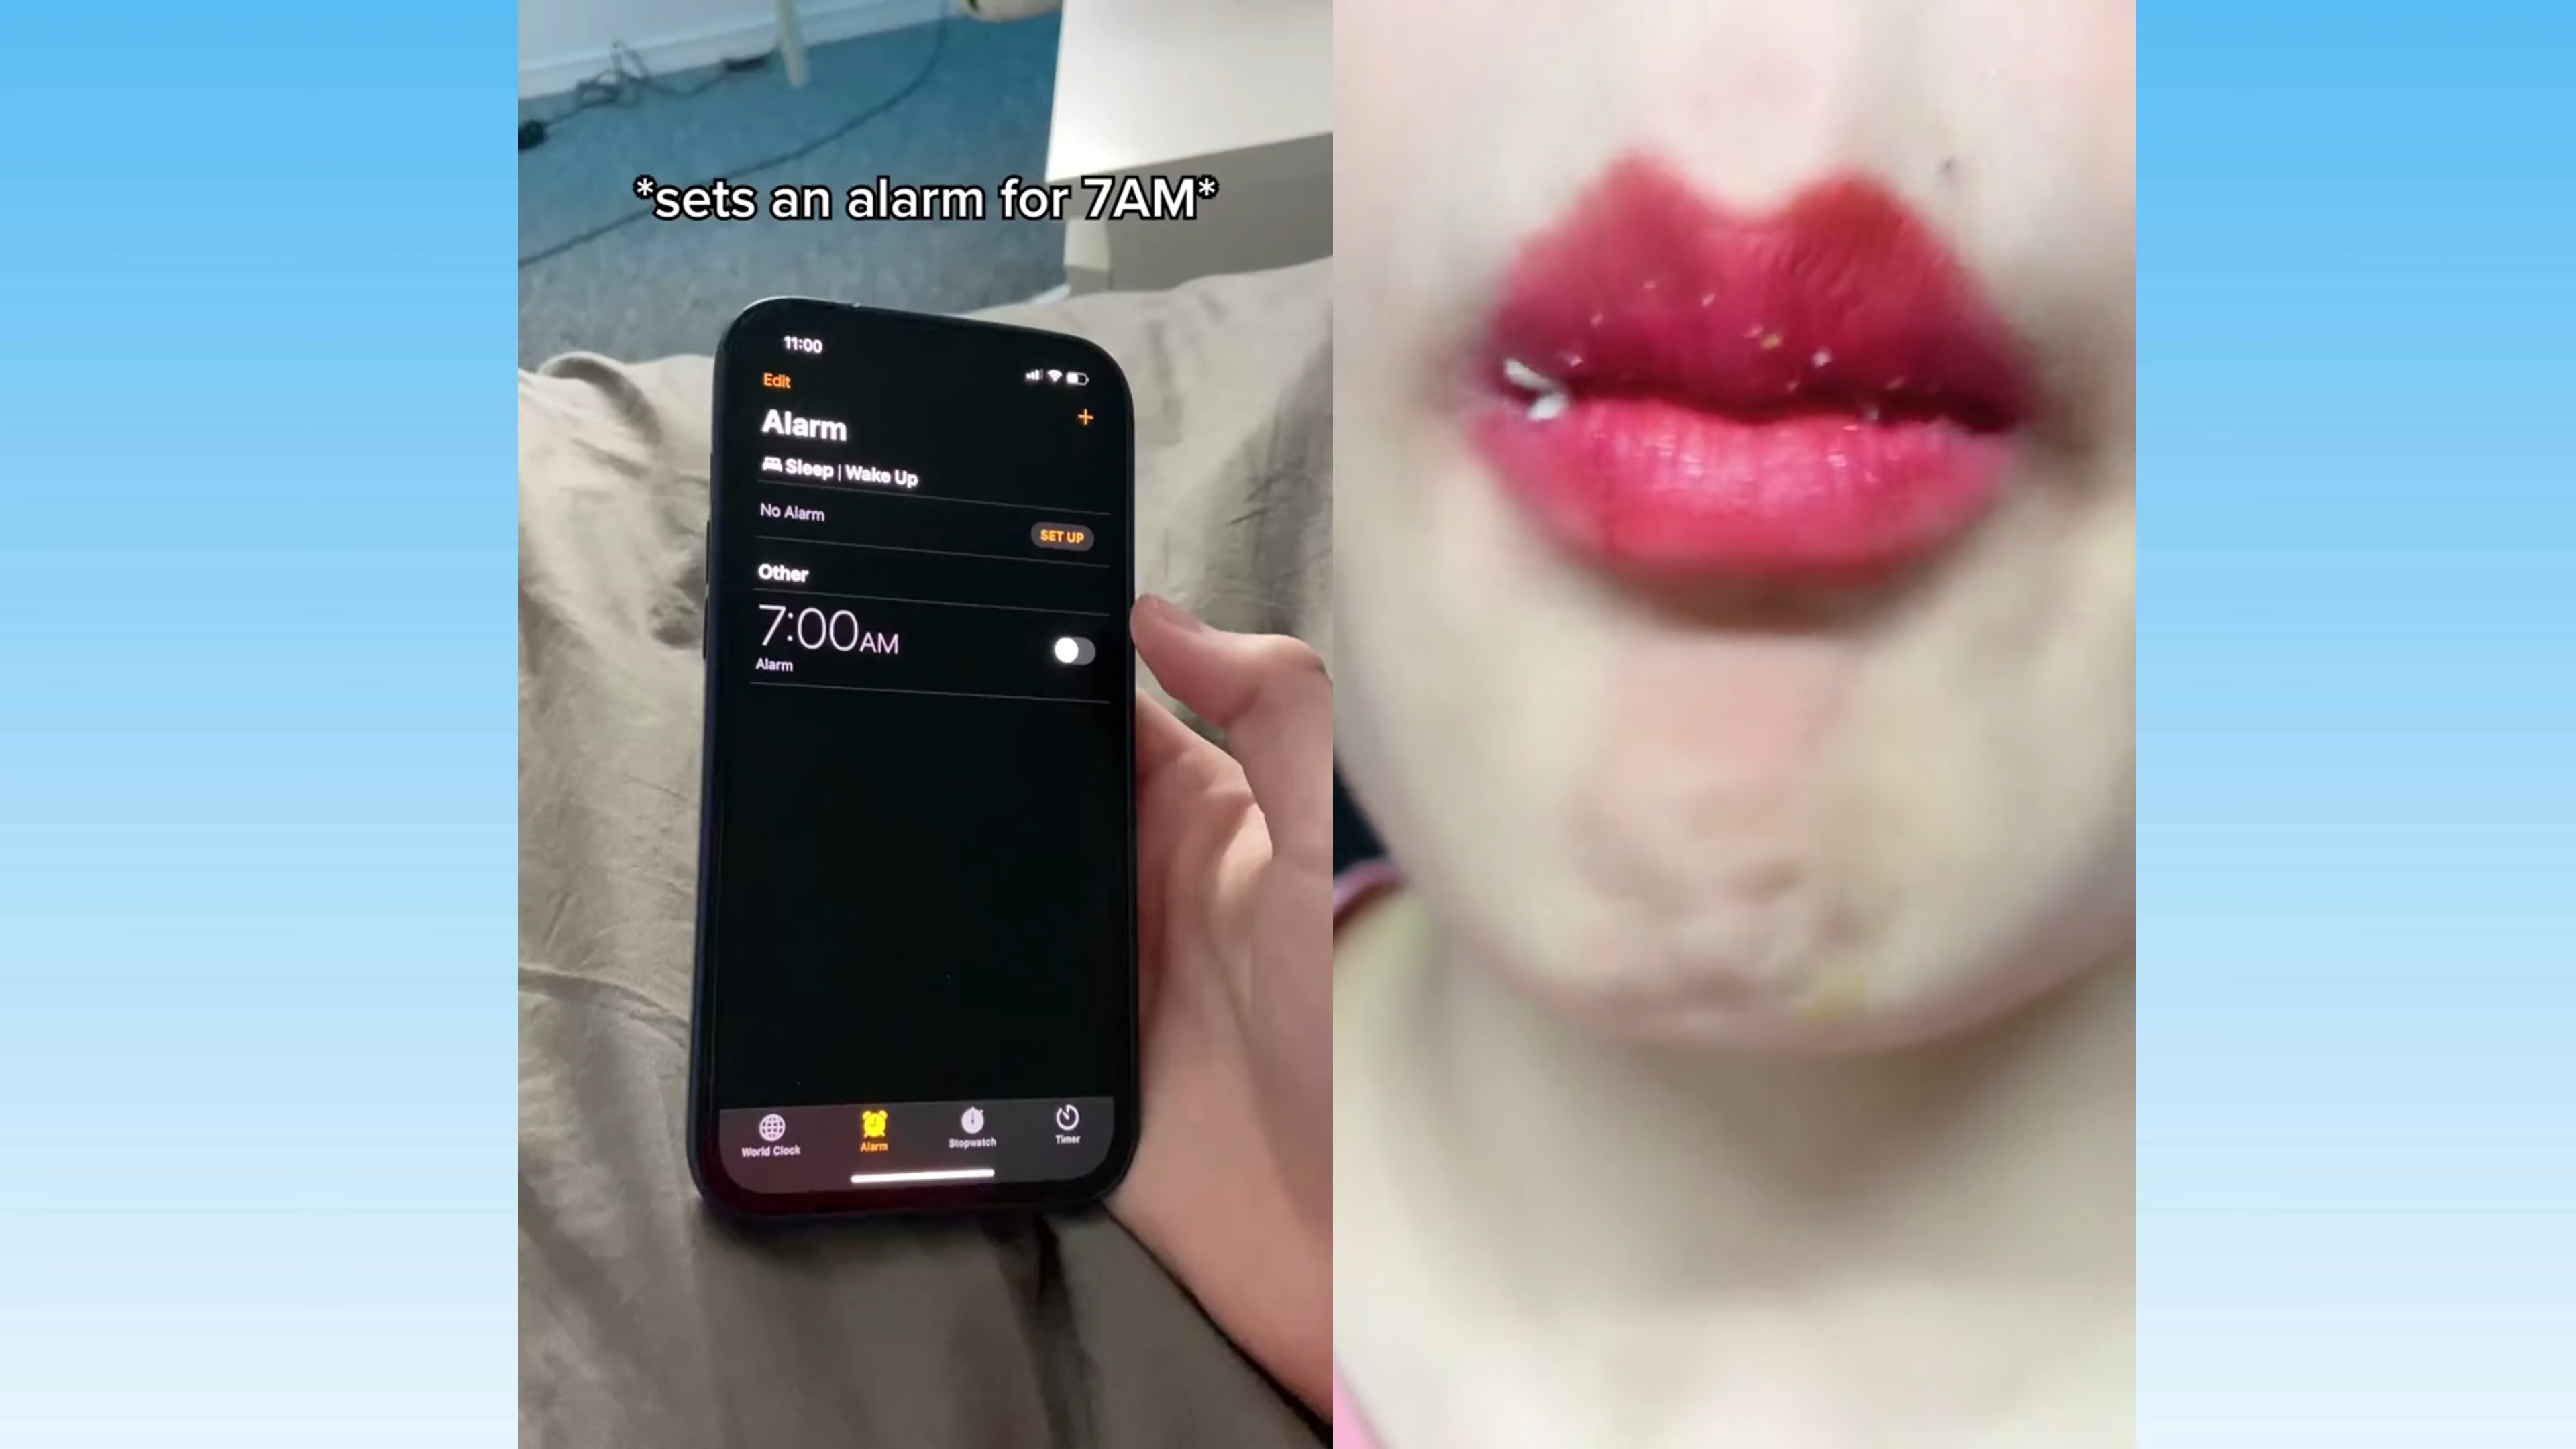 *sets an alarm for 7AM*
11:00
Edit
+
Alarm
Sleep | Wake Up
No Alarm
SET UP
Other
7:00AM
Alarm
World Clock Alarm Stopwatch Timer